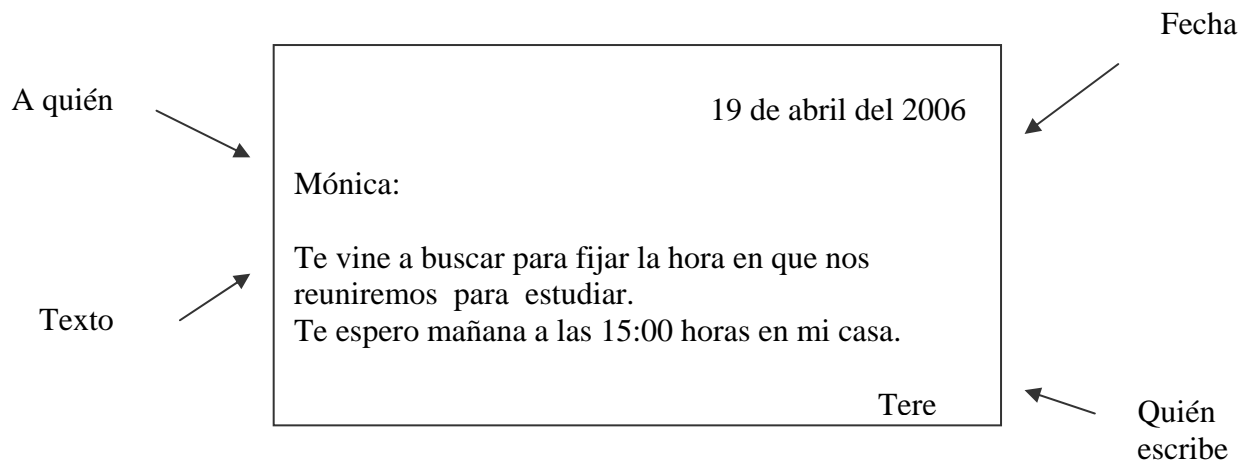 Fecha
A quién
19 de abril del 2006
Mónica:
Te vine a buscar para fijar la hora en que nos
reuniremos para estudiar.
Texto
Te espero mañana a las 15:00 horas en mi casa.
Tere
Quién
escribe